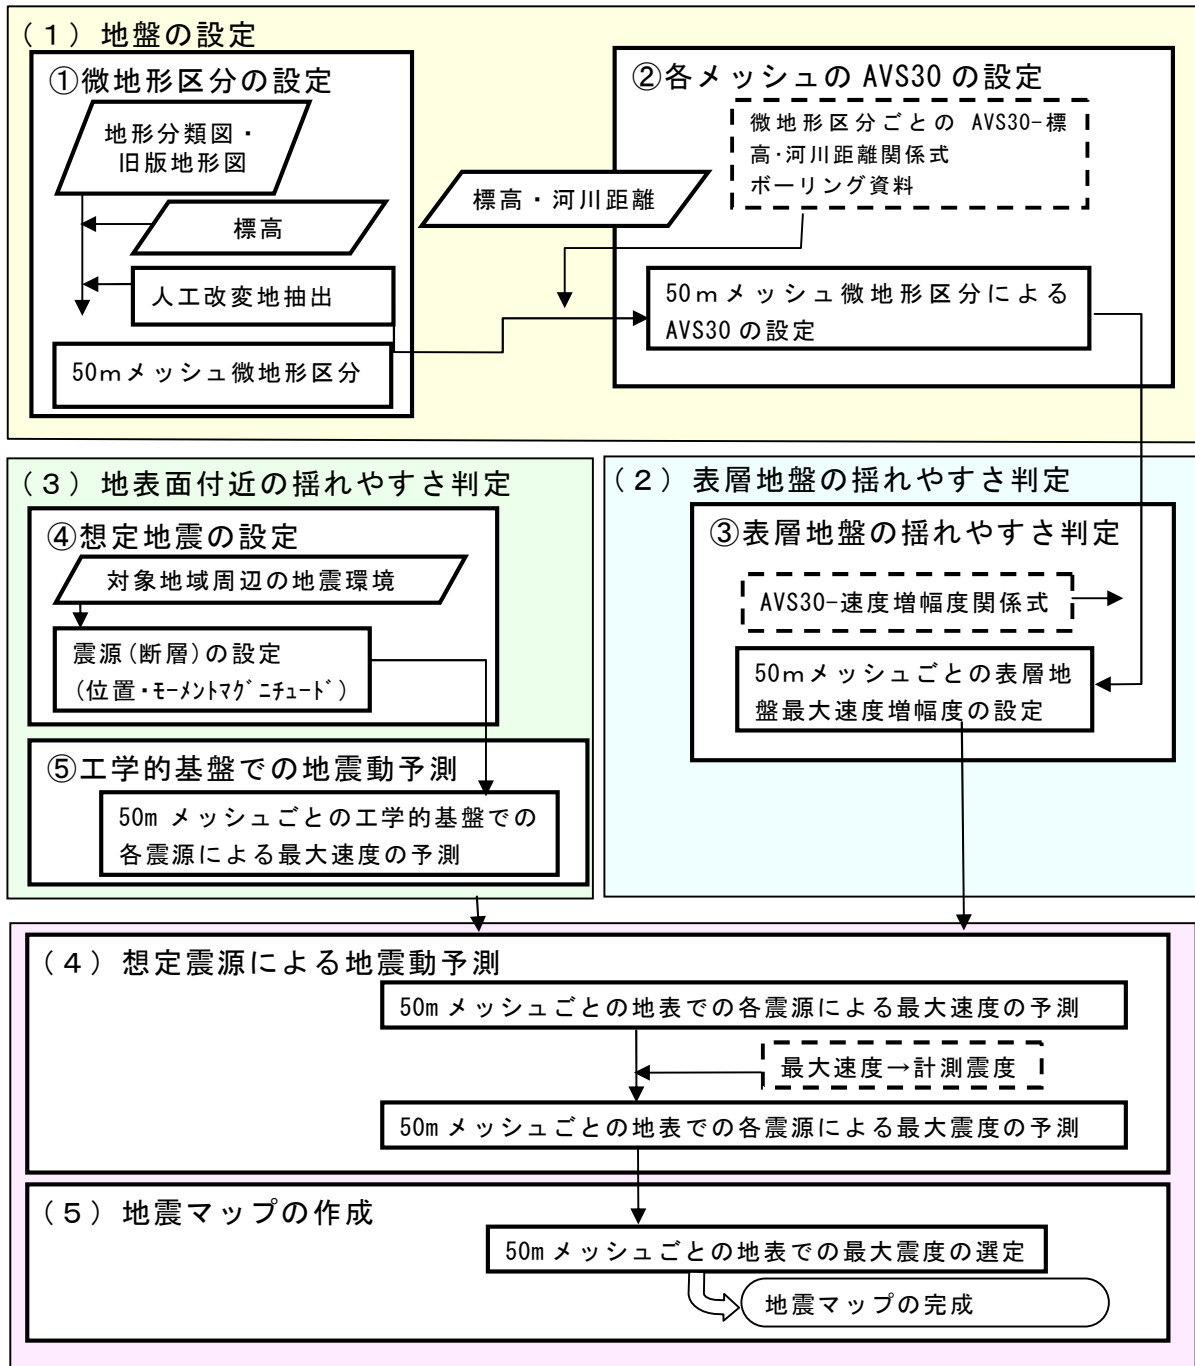 （１）地盤の設定
①微地形区分の設定
地形分類図・
旧版地形図
標高
人工改変地抽出
50ｍメッシュ微地形区分
標高・河川距離
②各メッシュの AVS30 の設定
微地形区分ごとの AVS30-標
高・河川距離関係式
ボーリング資料
50ｍメッシュ微地形区分による
AVS30 の設定
（３）地表面付近の揺れやすさ判定
④想定地震の設定
対象地域周辺の地震環境
震源(断層)の設定
(位置・ﾓｰﾒﾝﾄﾏｸﾞﾆﾁｭｰﾄﾞ)
⑤工学的基盤での地震動予測
50m メッシュごとの工学的基盤での
各震源による最大速度の予測
（２）表層地盤の揺れやすさ判定
③表層地盤の揺れやすさ判定
AVS30-速度増幅度関係式
50ｍメッシュごとの表層地
盤最大速度増幅度の設定
（４）想定震源による地震動予測
50m メッシュごとの地表での各震源による最大速度の予測
最大速度→計測震度
50m メッシュごとの地表での各震源による最大震度の予測
（５）地震マップの作成
50m メッシュごとの地表での最大震度の選定
地震マップの完成